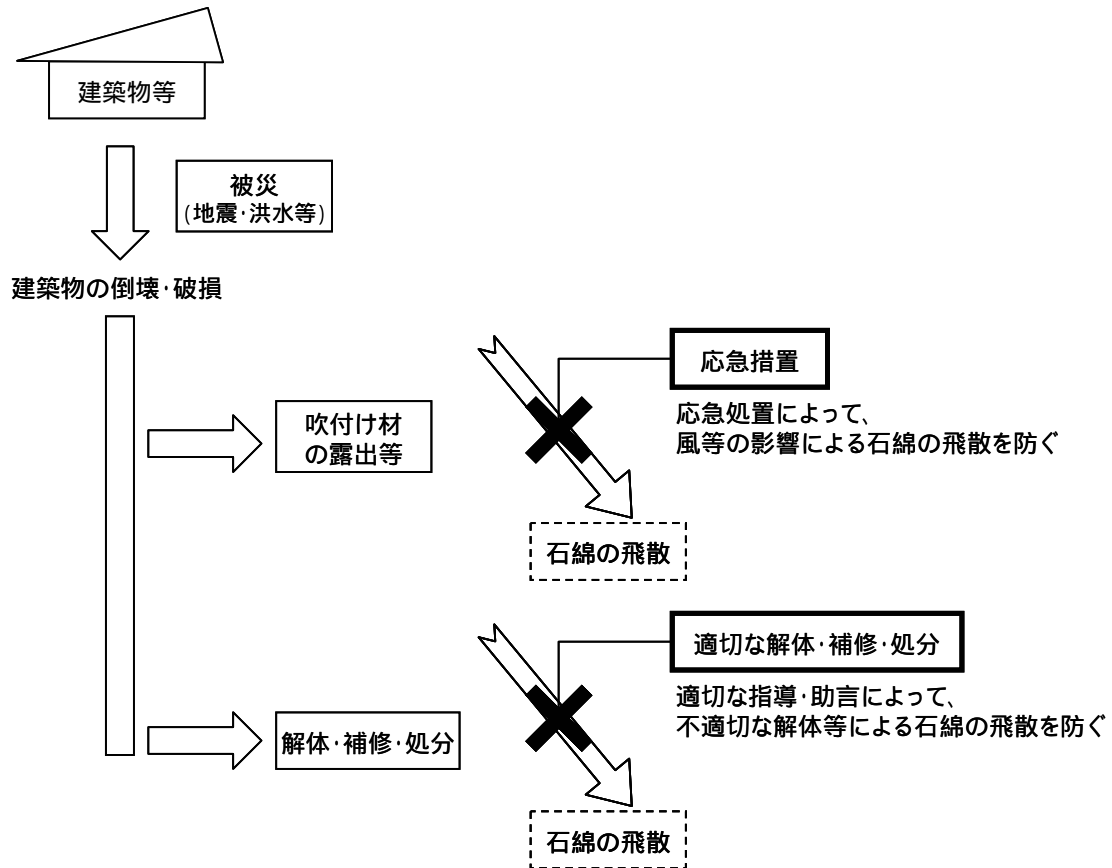 建築物等
被災
(地震・洪水等)
建築物の倒壊・破損
応急措置
吹付け材
の露出等
応急処置によって、
風等の影響による石綿の飛散を防ぐ
石綿の飛散
適切な解体・補修・処分
解体・補修・処分
適切な指導・助言によって、
不適切な解体等による石綿の飛散を防ぐ
石綿の飛散